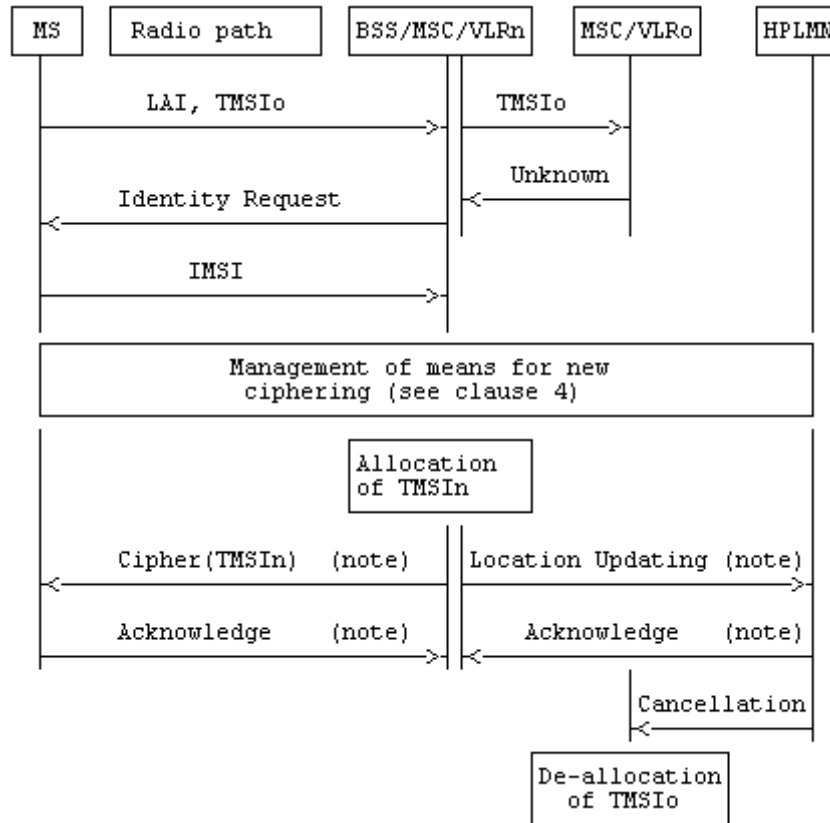 MS
Radio path
BSS/MSC/VLRn
MSC/VLRo
HPLMN
LAI, TMSIo
TMSIo
Unknown
Identity Request
IMSI
Management of means for new
ciphering (see clause 4)
Allocation
of TMSIn
Cipher(TMSIn) (note)
Location Updating (note)
Acknowledge (note)
Acknowledge (note)
Cancellation
De-allocation
of TMSIo